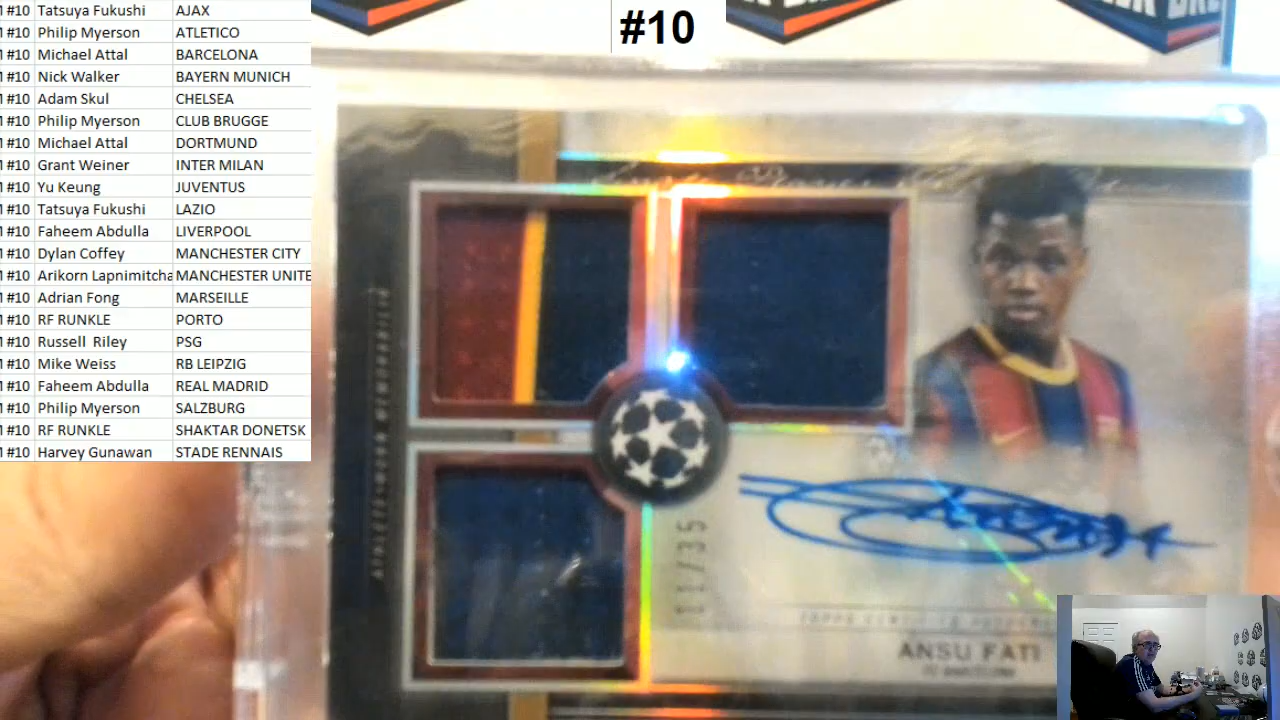 #10 Tatsuya Fukushi AJAX
#10 Philip Myerson ATLETICO
#10 Michael Attal BARCELONA
#10 Nick Walker BAYERN MUNICH
#10 Adam Skul CHELSEA
#10 Philip Myerson CLUB BRUGGE
#10 Michael Attal DORTMUND
#10 Grant Weiner INTER MILAN
#10 Yu Keung JUVENTUS
#10 Tatsuya Fukushi LAZIO
#10 Faheem Abdulla LIVERPOOL
#10 Dylan Coffey MANCHESTER CITY
#10 Arikorn Lapnimitcha MANCHESTER UNITE
#10 Adrian Fong MARSEILLE
#10 RF RUNKLE PORTO
#10 Russell Riley PSG
#10 Mike Weiss RB LEIPZIG
#10 Faheem Abdulla REAL MADRID
#10 Philip Myerson SALZBURG
#10 RF RUNKLE SHAKTAR DONETSK
#10 Harvey Gunawan STADE RENNAIS
#10
11/35
ANSU FATI
FC BARCELONA